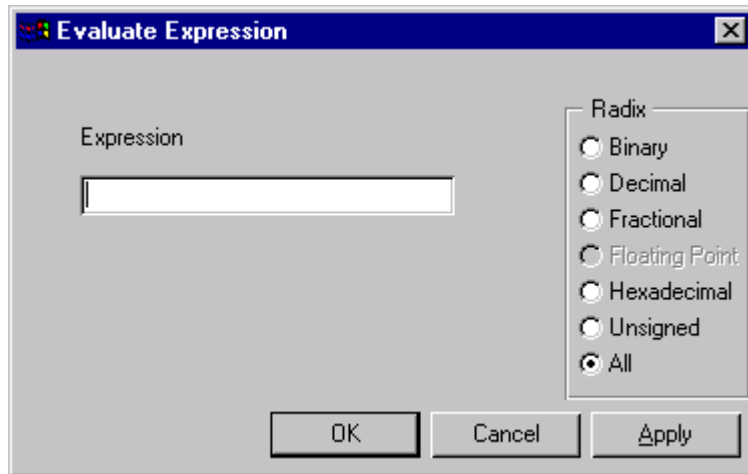 Evaluate Expression
Radix
Expression
Binary
Decimal
Fractional
Floating Point
Hexadecimal
Unsigned
All
OK
Cancel
Apply